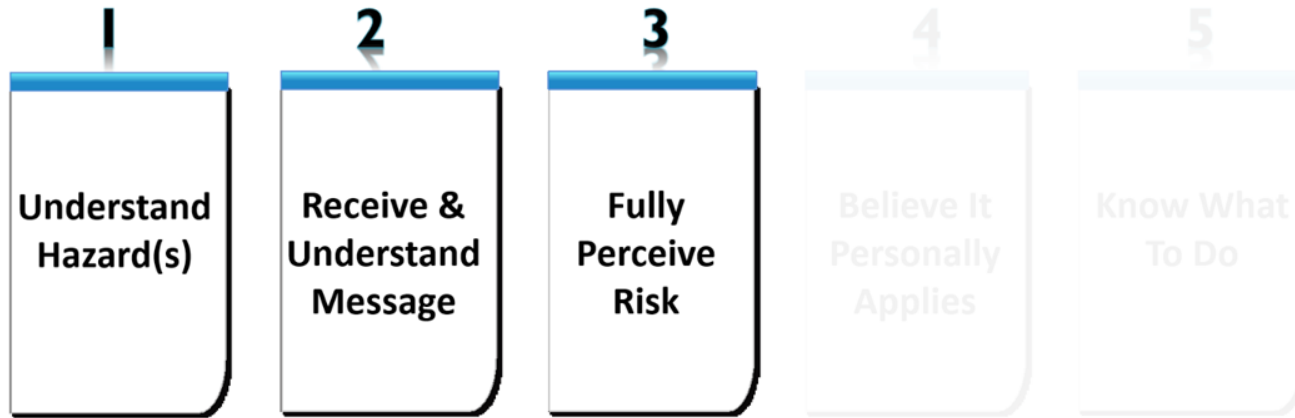 1
Understand
Hazard(s)
2
Receive &
Understand
Message
3
Fully
Perceive
Risk
4
Believe It
Personally
Applies
5
Know What
To Do